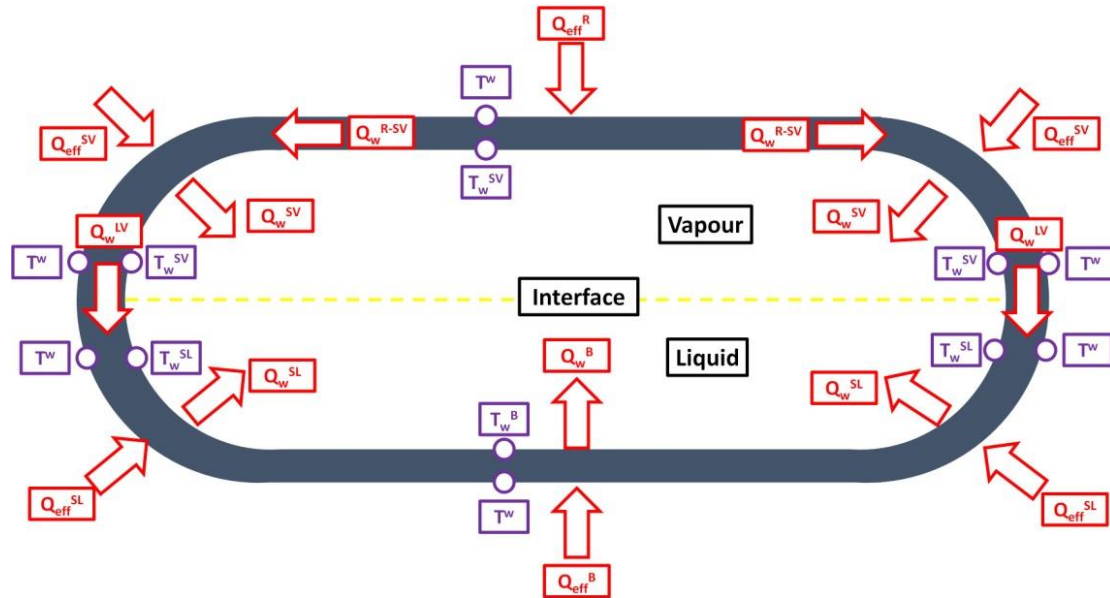 Q_eff^R
T^w
Q_eff^SV
Q_w^R-SV
Q_w^R-SV
Q_eff^SV
T_w^SV
Q_w^SV
Vapour
Q_w^SV
Q_w^LV
Q_w^LV
T^w
T_w^SV
T_w^SV
T^w
Interface
T^w
T_w^SL
Q_w^B
Liquid
T_w^SL
T^w
Q_w^SL
Q_w^SL
T_w^B
Q_eff^SL
T^w
Q_eff^SL
Q_eff^B